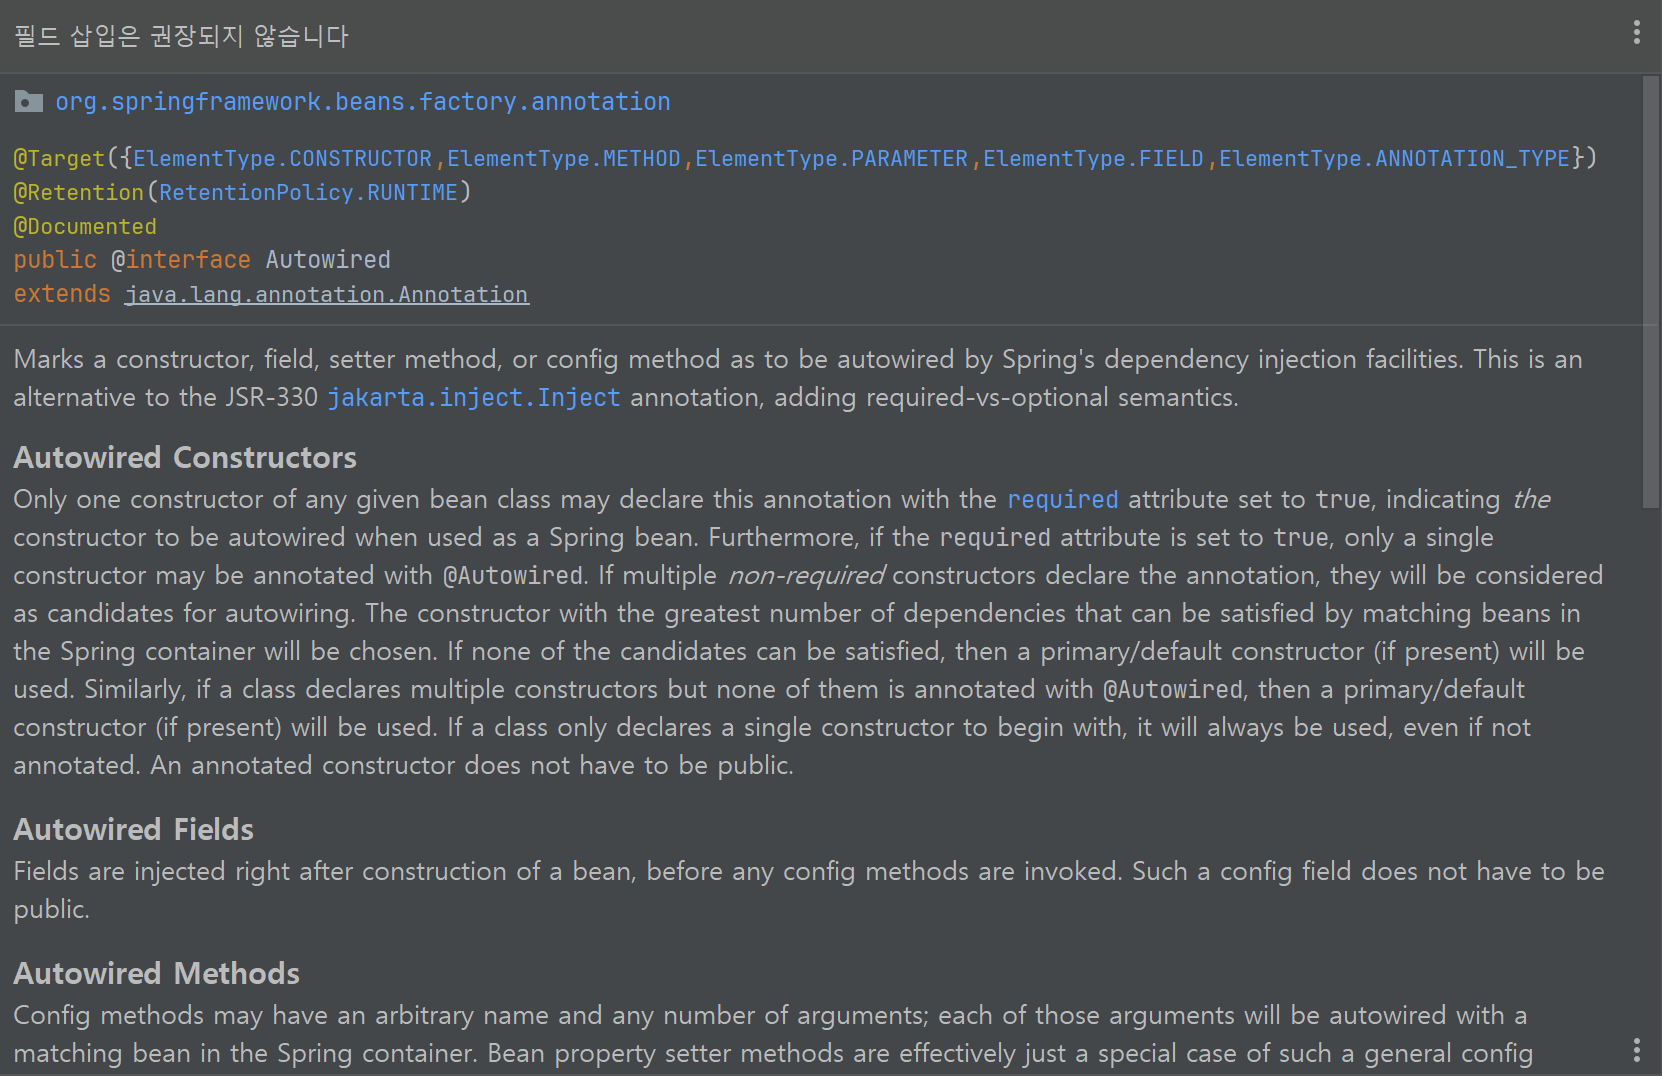 필드 삽입은 권장되지 않습니다
org.springframework.beans.factory.annotation
@Target({ElementType.CONSTRUCTOR,ElementType.METHOD,ElementType.PARAMETER,ElementType.FIELD,ElementType.ANNOTATION_TYPE})
@Retention(RetentionPolicy.RUNTIME)
@Documented
public @interface Autowired
extends java.lang.annotation.Annotation
Marks a constructor, field, setter method, or config method as to be autowired by Spring's dependency injection facilities. This is an
alternative to the JSR-330 jakarta.inject.Inject annotation, adding required-vs-optional semantics.
Autowired Constructors
Only one constructor of any given bean class may declare this annotation with the required attribute set to true, indicating the
constructor to be autowired when used as a Spring bean. Furthermore, if the required attribute is set to true, only a single
constructor may be annotated with @Autowired. If multiple non-required constructors declare the annotation, they will be considered
as candidates for autowiring. The constructor with the greatest number of dependencies that can be satisfied by matching beans in
the Spring container will be chosen. If none of the candidates can be satisfied, then a primary/default constructor (if present) will be
used. Similarly, if a class declares multiple constructors but none of them is annotated with @Autowired, then a primary/default
constructor (if present) will be used. If a class only declares a single constructor to begin with, it will always be used, even if not
annotated. An annotated constructor does not have to be public.
Autowired Fields
Fields are injected right after construction of a bean, before any config methods are invoked. Such a config field does not have to be
public.
Autowired Methods
Config methods may have an arbitrary name and any number of arguments; each of those arguments will be autowired with a
matching bean in the Spring container. Bean property setter methods are effectively just a special case of such a general config